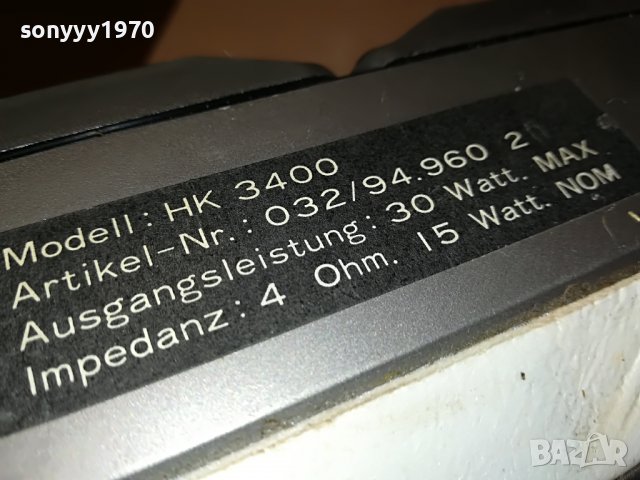 sonyyy1970
Modell: HK 3400
Artikel-Nr.: 032/94.960 2
Ausgangsleistung: 30 Watt. MAX
Impedanz: 4 Ohm. 15 Watt. NOM
BAZAR